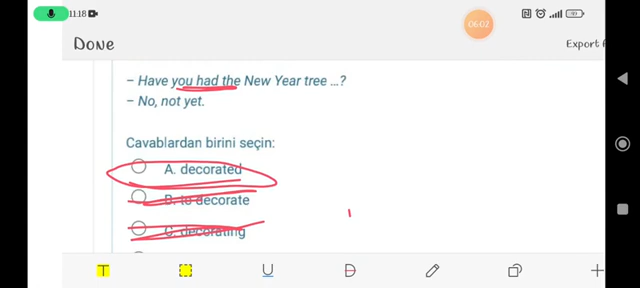 11:18
06:02
DONE
Export
– Have you had the New Year tree ...?
– No, not yet.
Cavablardan birini seçin:
A. decorated
B. to decorate
C. decorating
T U D